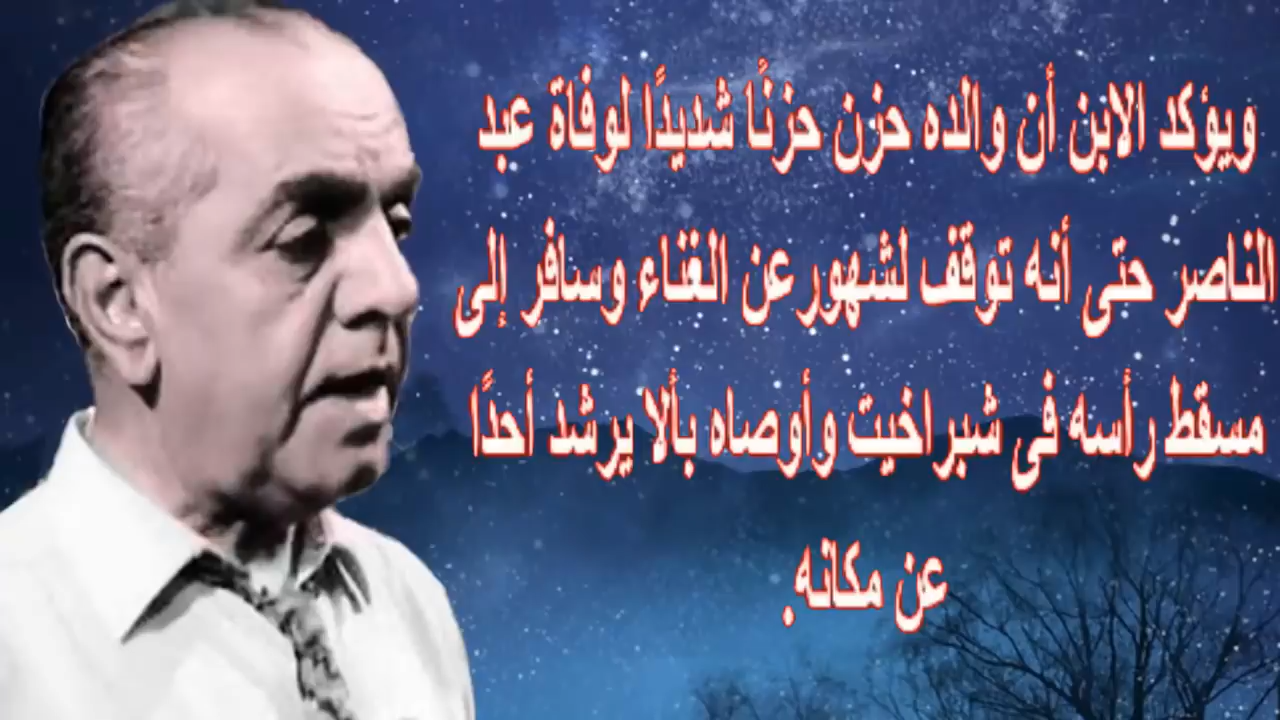 ويؤكد الابن أن والده حزن حزنًا شديدًا لوفاة عبد
الناصر حتى أنه توقف لشهور عن الغناء وسافر إلى
مسقط رأسه فى شبراخيت وأوصاه بألا يرشد أحدًا
عن مكانه.